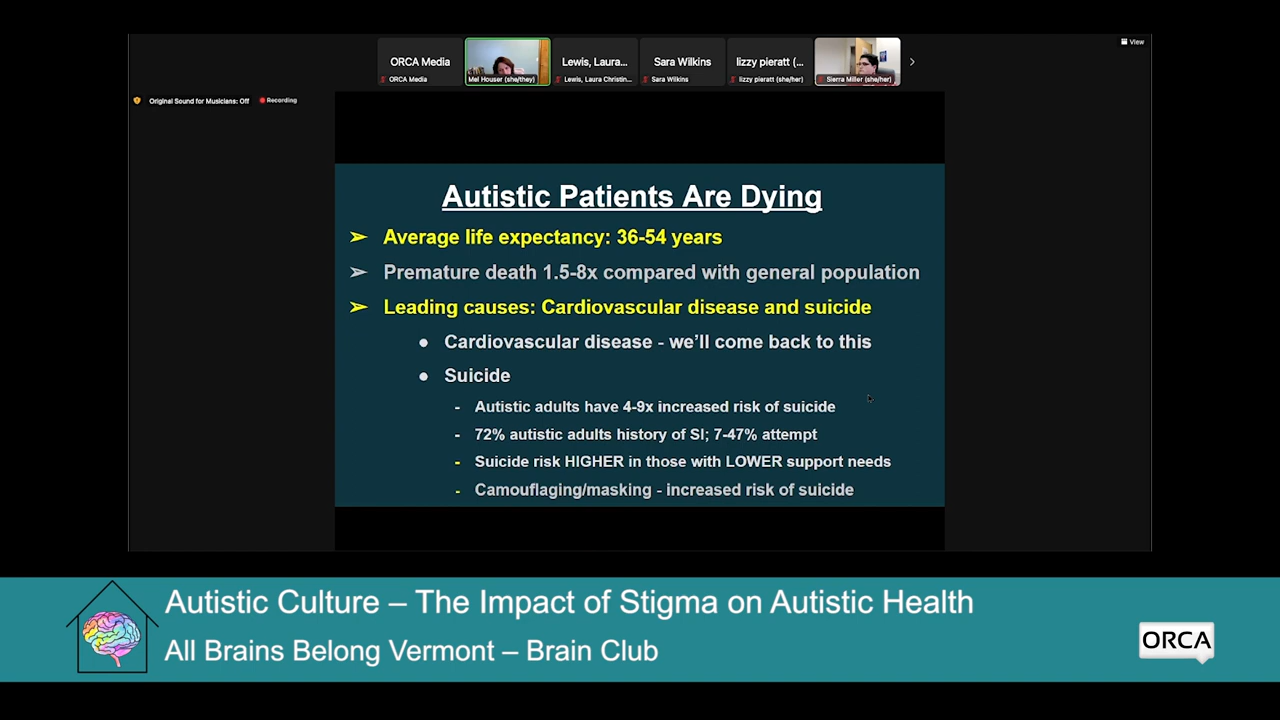 View
ORCA Media
Lewis, Laura...
Sara Wilkins
lizzy pieratt (...
ORCA Media
Mel Houser (she/they)
Lewis, Laura Christin...
Sara Wilkins
lizzy pieratt (she/her)
Sierra Miller (she/her)
Original Sound for Musicians: Off
Recording
Autistic Patients Are Dying
➢ Average life expectancy: 36-54 years
➢ Premature death 1.5-8x compared with general population
➢ Leading causes: Cardiovascular disease and suicide
● Cardiovascular disease - we'll come back to this
● Suicide
- Autistic adults have 4-9x increased risk of suicide
- 72% autistic adults history of SI; 7-47% attempt
- Suicide risk HIGHER in those with LOWER support needs
- Camouflaging/masking - increased risk of suicide
Autistic Culture – The Impact of Stigma on Autistic Health
All Brains Belong Vermont – Brain Club
ORCA